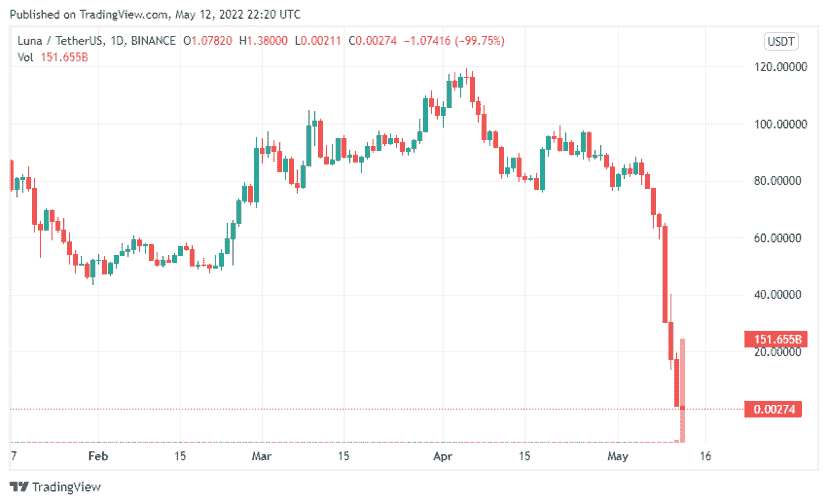 Published on TradingView.com, May 12, 2022 22:20 UTC
Luna / TetherUS, 1D, BINANCE O1.07820 H1.38000 L0.00211 C0.00274 −1.07416 (−99.75%)
Vol 151.655B
USDT
120.00000
100.00000
80.00000
60.00000
40.00000
151.655B
20.00000
0.00274
7 Feb 15 Mar 15 Apr 15 May 16
TradingView